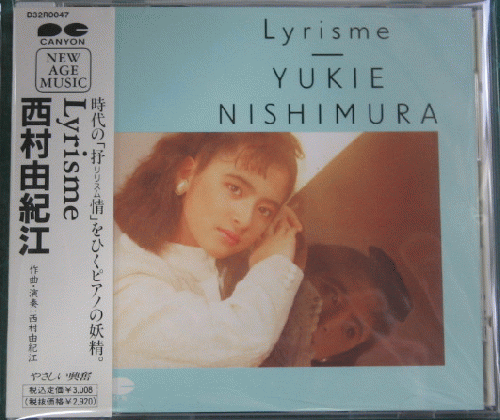 D32R0047
CANYON
NEW
AGE
MUSIC
Lyrisme
西村由紀江
時代の「抒情」をひくピアノの妖精。
リリスム
作曲・演奏・西村由紀江
やさしい興奮
税込定価¥3,008
(税抜価格¥2,920)
Lyrisme
YUKIE
NISHIMURA